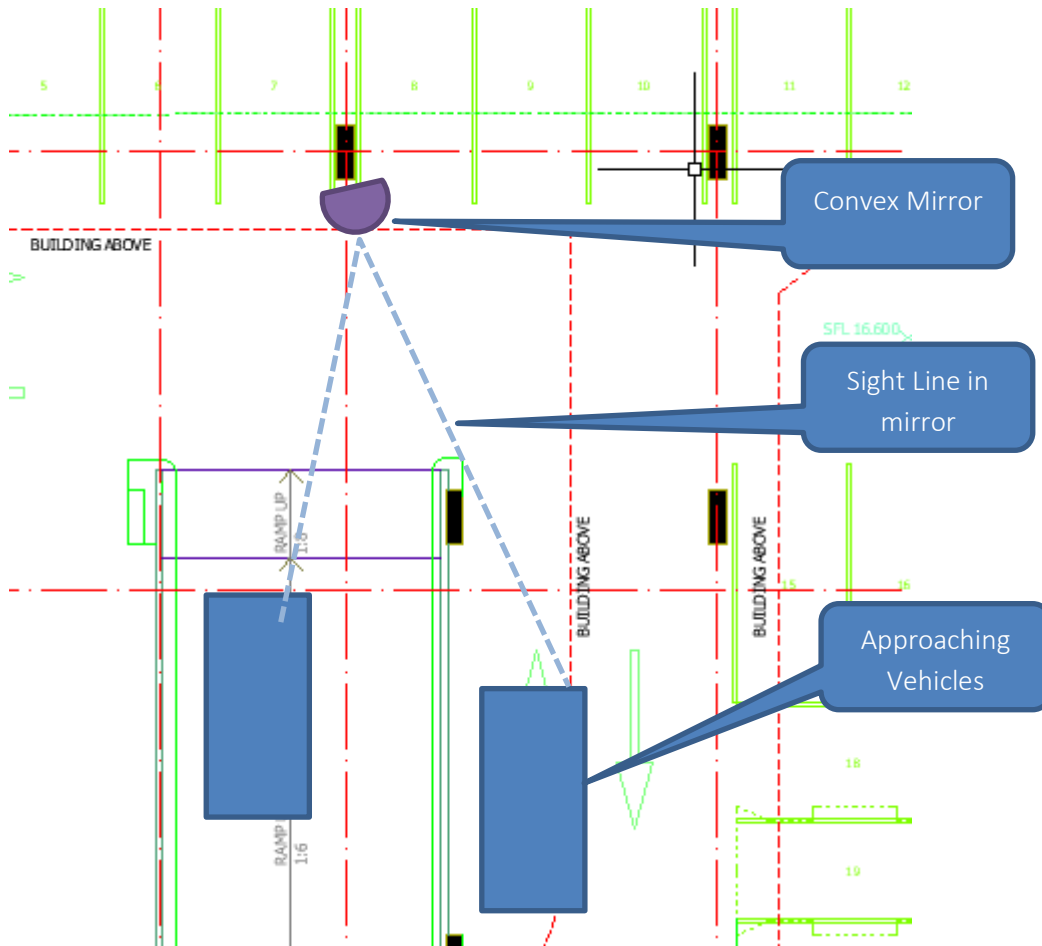 5 6 7 8 9 10 11 12
Convex Mirror
BUILDING ABOVE
SFL 16.600
Sight Line in
mirror
RAMP UP
1:8
BUILDING ABOVE
BUILDING ABOVE
15 16
Approaching
Vehicles
18
RAMP
1:6
19